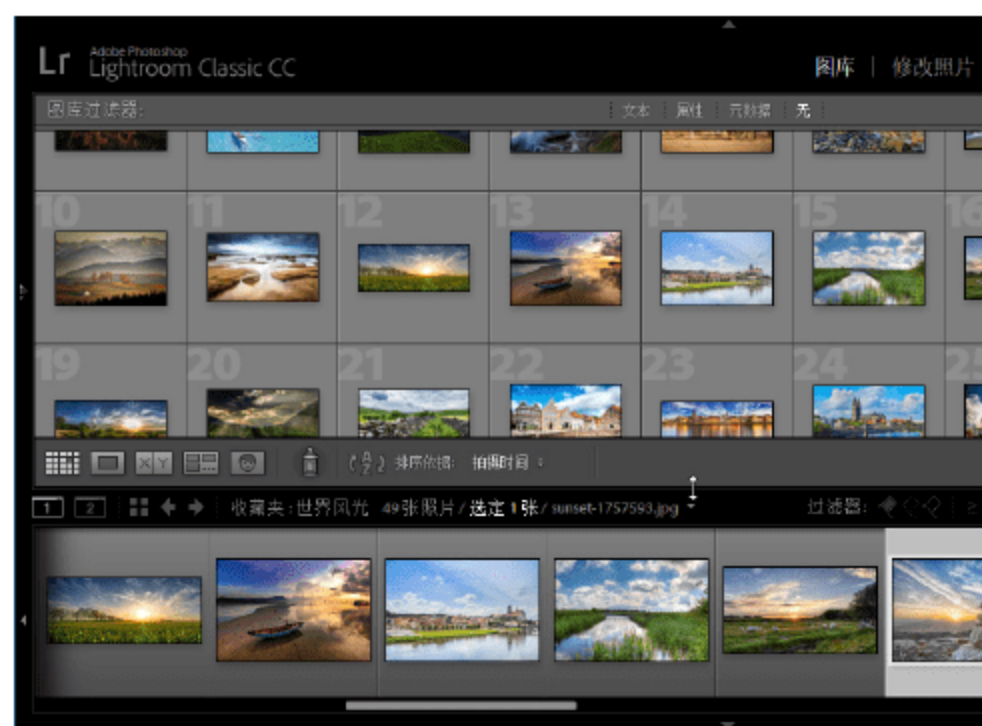 Lr Adobe Photoshop
Lightroom Classic CC
图库 | 修改照片
图库过滤器: 文本 属性 元数据 无
10 11 12 13 14 15 16
19 20 21 22 23 24 25
XY AZ 排序依据: 拍摄时间
1 2 收藏夹:世界风光 49张照片/选定1张/sunset-1757593.jpg 过滤器: ≥